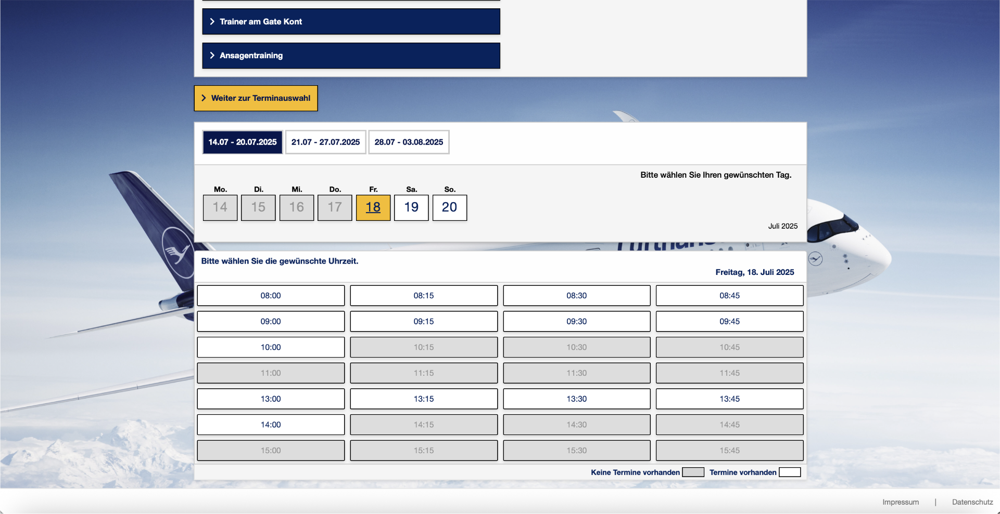 Trainer am Gate Kont
Ansagentraining
Weiter zur Terminauswahl
14.07 - 20.07.2025 21.07 - 27.07.2025 28.07 - 03.08.2025
Bitte wählen Sie Ihren gewünschten Tag.
Mo. Di. Mi. Do. Fr. Sa. So.
14 15 16 17 18 19 20
Juli 2025
Bitte wählen Sie die gewünschte Uhrzeit.
Freitag, 18. Juli 2025
08:00 08:15 08:30 08:45
09:00 09:15 09:30 09:45
10:00 10:15 10:30 10:45
11:00 11:15 11:30 11:45
13:00 13:15 13:30 13:45
14:00 14:15 14:30 14:45
15:00 15:15 15:30 15:45
Keine Termine vorhanden Termine vorhanden
Impressum | Datenschutz